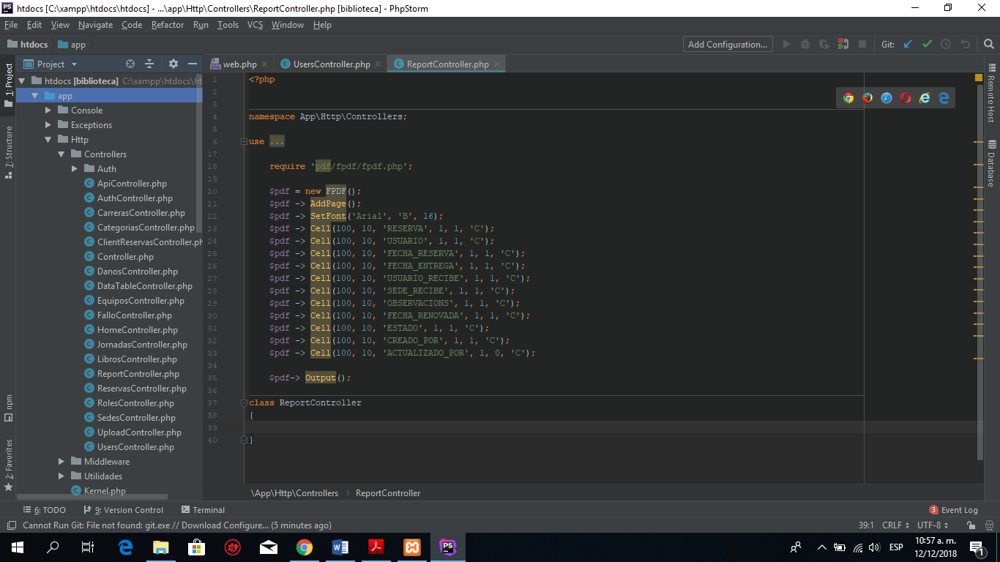 htdocs [C:\xampp\htdocs\htdocs] - ...\app\Http\Controllers\ReportController.php [biblioteca] - PhpStorm
File Edit View Navigate Code Refactor Run Tools VCS Window Help
htdocs app Add Configuration... Git:
Project
web.php UsersController.php ReportController.php
1: Project
7: Structure
npm
2: Favorites
htdocs [biblioteca] C:\xampp\htdocs\ht
app
Console
Exceptions
Http
Controllers
Auth
ApiController.php
AuthController.php
CarrerasController.php
CategoriasController.php
ClientReservasController.ph
Controller.php
DanosController.php
DataTableController.php
EquiposController.php
FalloController.php
HomeController.php
JornadasController.php
LibrosController.php
ReportController.php
ReservasController.php
RolesController.php
SedesController.php
UploadController.php
UsersController.php
Middleware
Utilidades
Kernel.php
1 <?php
2
3
4 namespace App\Http\Controllers;
5
6 use ...
17
18 require 'pdf/fpdf/fpdf.php';
19
20 $pdf = new FPDF();
21 $pdf -> AddPage();
22 $pdf -> SetFont('Arial', 'B', 16);
23 $pdf -> Cell(100, 10, 'RESERVA', 1, 1, 'C');
24 $pdf -> Cell(100, 10, 'USUARIO', 1, 1, 'C');
25 $pdf -> Cell(100, 10, 'FECHA_RESERVA', 1, 1, 'C');
26 $pdf -> Cell(100, 10, 'FECHA_ENTREGA', 1, 1, 'C');
27 $pdf -> Cell(100, 10, 'USUARIO_RECIBE', 1, 1, 'C');
28 $pdf -> Cell(100, 10, 'SEDE_RECIBE', 1, 1, 'C');
29 $pdf -> Cell(100, 10, 'OBSERVACIONS', 1, 1, 'C');
30 $pdf -> Cell(100, 10, 'FECHA_RENOVADA', 1, 1, 'C');
31 $pdf -> Cell(100, 10, 'ESTADO', 1, 1, 'C');
32 $pdf -> Cell(100, 10, 'CREADO_POR', 1, 1, 'C');
33 $pdf -> Cell(100, 10, 'ACTUALIZADO_POR', 1, 0, 'C');
34
35 $pdf-> Output();
36
37 class ReportController
38 {
39
40 }
Remote Host
Database
\App\Http\Controllers › ReportController
6: TODO 9: Version Control Terminal 3 Event Log
Cannot Run Git: File not found: git.exe // Download Configure... (5 minutes ago) 39:1 CRLF UTF-8
ESP 10:57 a. m.
12/12/2018
1